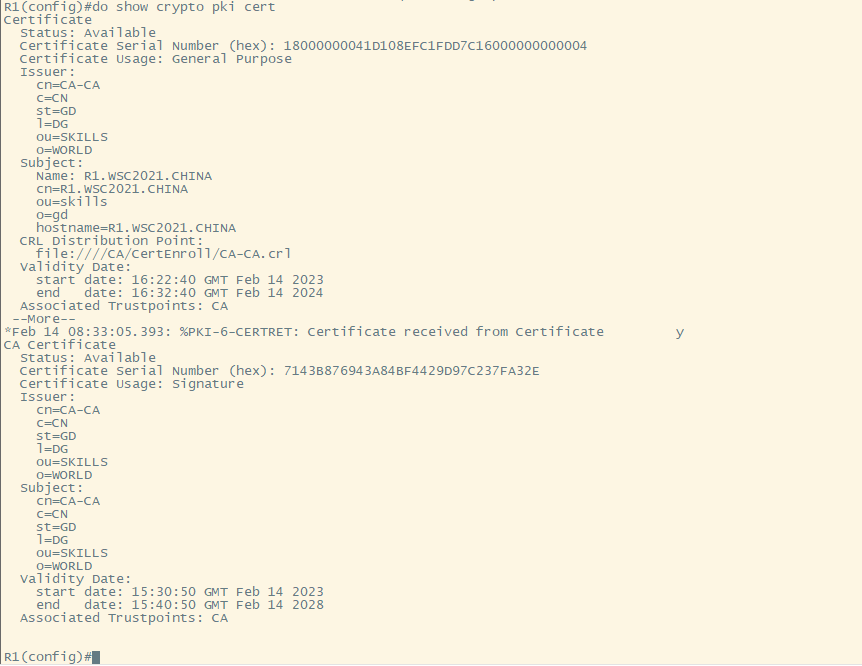 R1(config)#do show crypto pki cert
Certificate
  Status: Available
  Certificate Serial Number (hex): 18000000041D108EFC1FDD7C16000000000004
  Certificate Usage: General Purpose
  Issuer:
    cn=CA-CA
    c=CN
    st=GD
    l=DG
    ou=SKILLS
    o=WORLD
  Subject:
    Name: R1.WSC2021.CHINA
    cn=R1.WSC2021.CHINA
    ou=skills
    o=gd
    hostname=R1.WSC2021.CHINA
  CRL Distribution Point:
    file:////CA/CertEnroll/CA-CA.crl
  Validity Date:
    start date: 16:22:40 GMT Feb 14 2023
    end   date: 16:32:40 GMT Feb 14 2024
  Associated Trustpoints: CA
 --More--
*Feb 14 08:33:05.393: %PKI-6-CERTRET: Certificate received from Certificate         y
CA Certificate
  Status: Available
  Certificate Serial Number (hex): 7143B876943A84BF4429D97C237FA32E
  Certificate Usage: Signature
  Issuer:
    cn=CA-CA
    c=CN
    st=GD
    l=DG
    ou=SKILLS
    o=WORLD
  Subject:
    cn=CA-CA
    c=CN
    st=GD
    l=DG
    ou=SKILLS
    o=WORLD
  Validity Date:
    start date: 15:30:50 GMT Feb 14 2023
    end   date: 15:40:50 GMT Feb 14 2028
  Associated Trustpoints: CA
R1(config)#